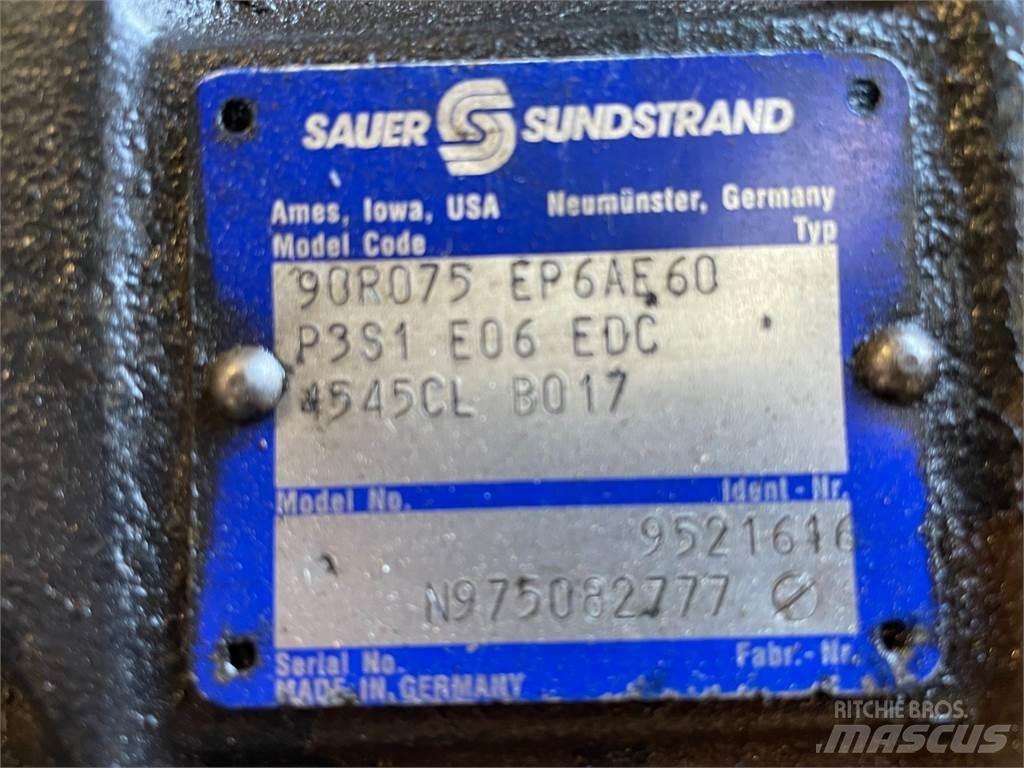 SAUER SUNDSTRAND
Ames, Iowa, USA Neumünster, Germany
Model Code Typ
90R075 EP6AE60
P3S1 E06 EDC
4545CL B017
Model No. Ident-Nr.
9521616
N975082777 Ø
Serial No. Fabr.-Nr.
MADE IN GERMANY
RITCHIE BROS.
MASCUS